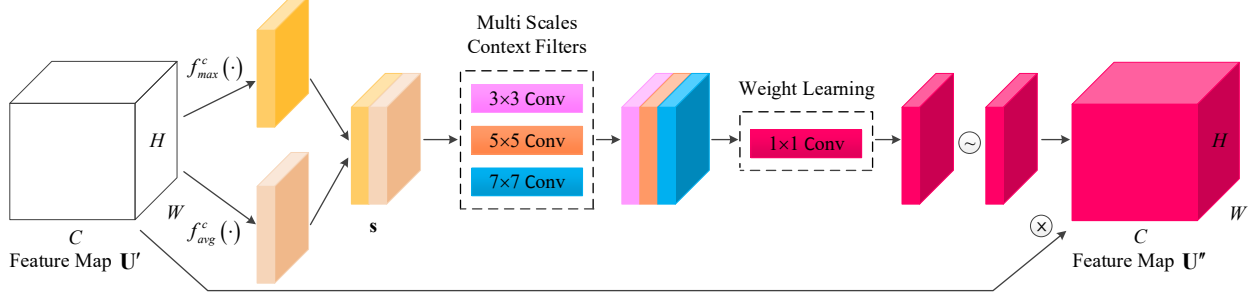 f^c_max(·)
H
W
C
Feature Map U′
f^c_avg(·)
s
Multi Scales
Context Filters
3×3 Conv
5×5 Conv
7×7 Conv
Weight Learning
1×1 Conv
~
×
H
W
C
Feature Map U″